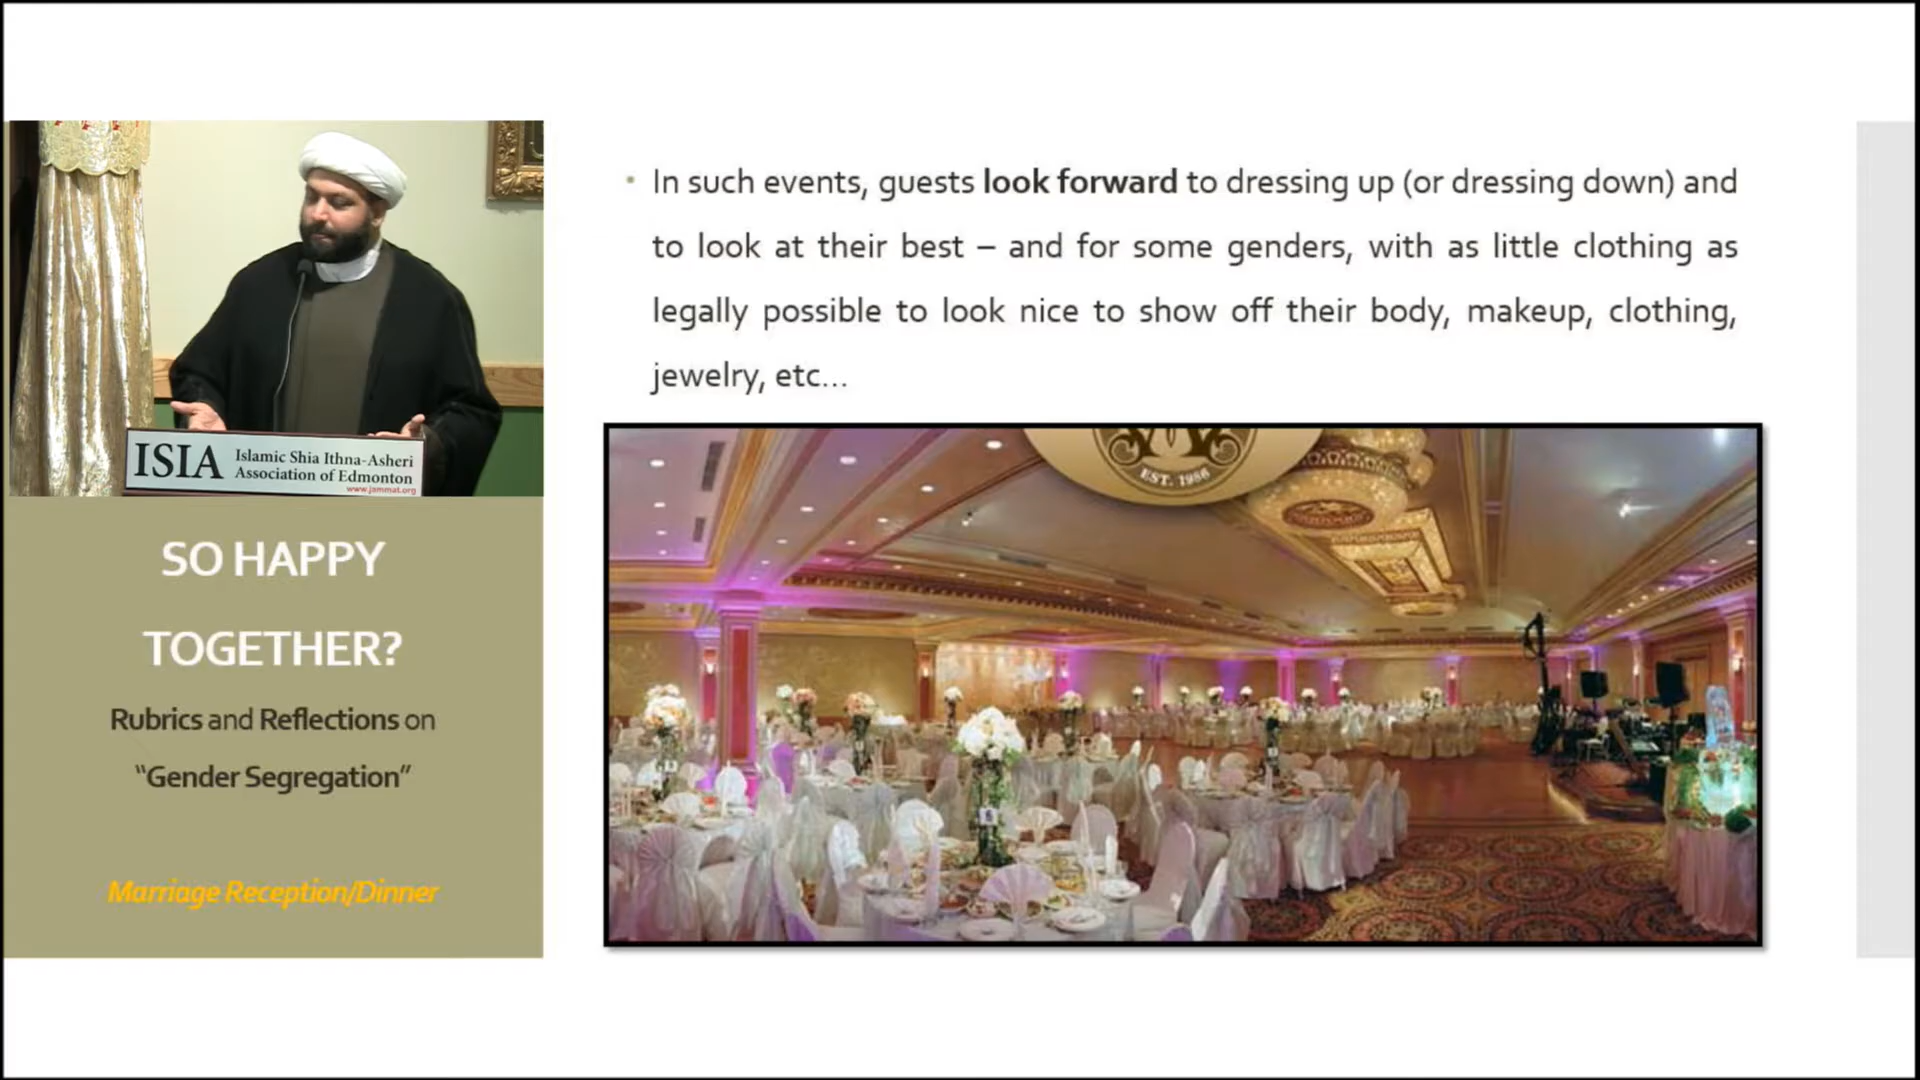 ISIA
Islamic Shia Ithna-Asheri
Association of Edmonton
www.jammat.org
SO HAPPY
TOGETHER?
Rubrics and Reflections on
“Gender Segregation”
Marriage Reception/Dinner
• In such events, guests look forward to dressing up (or dressing down) and
to look at their best – and for some genders, with as little clothing as
legally possible to look nice to show off their body, makeup, clothing,
jewelry, etc…
EST. 1986